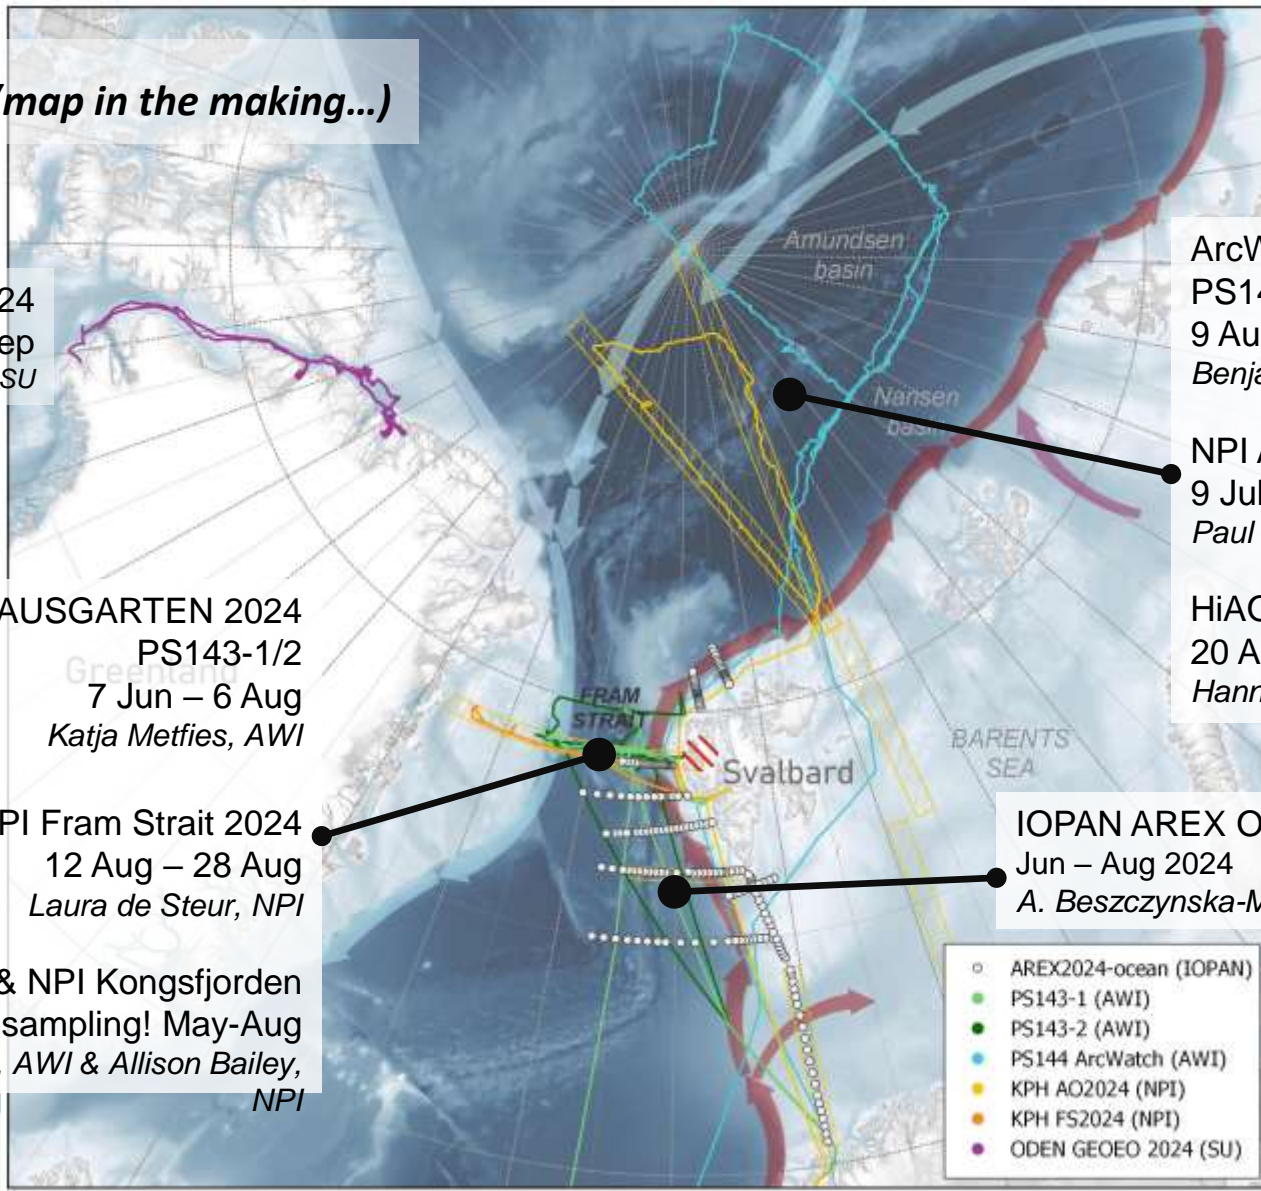 (map in the making...)
24
ep
SU
Amundsen
basin
Nansen
basin
ArcW
PS14
9 Au
Benja
NPI A
9 Jul
Paul
HiAO
20 A
Hann
AUSGARTEN 2024
PS143-1/2
7 Jun – 6 Aug
Katja Metfies, AWI
Greenland
FRAM
STRAIT
Svalbard
BARENTS
SEA
PI Fram Strait 2024
12 Aug – 28 Aug
Laura de Steur, NPI
& NPI Kongsfjorden
sampling! May-Aug
, AWI & Allison Bailey,
NPI
IOPAN AREX O
Jun – Aug 2024
A. Beszczynska-M
AREX2024-ocean (IOPAN)
PS143-1 (AWI)
PS143-2 (AWI)
PS144 ArcWatch (AWI)
KPH AO2024 (NPI)
KPH FS2024 (NPI)
ODEN GEOEO 2024 (SU)